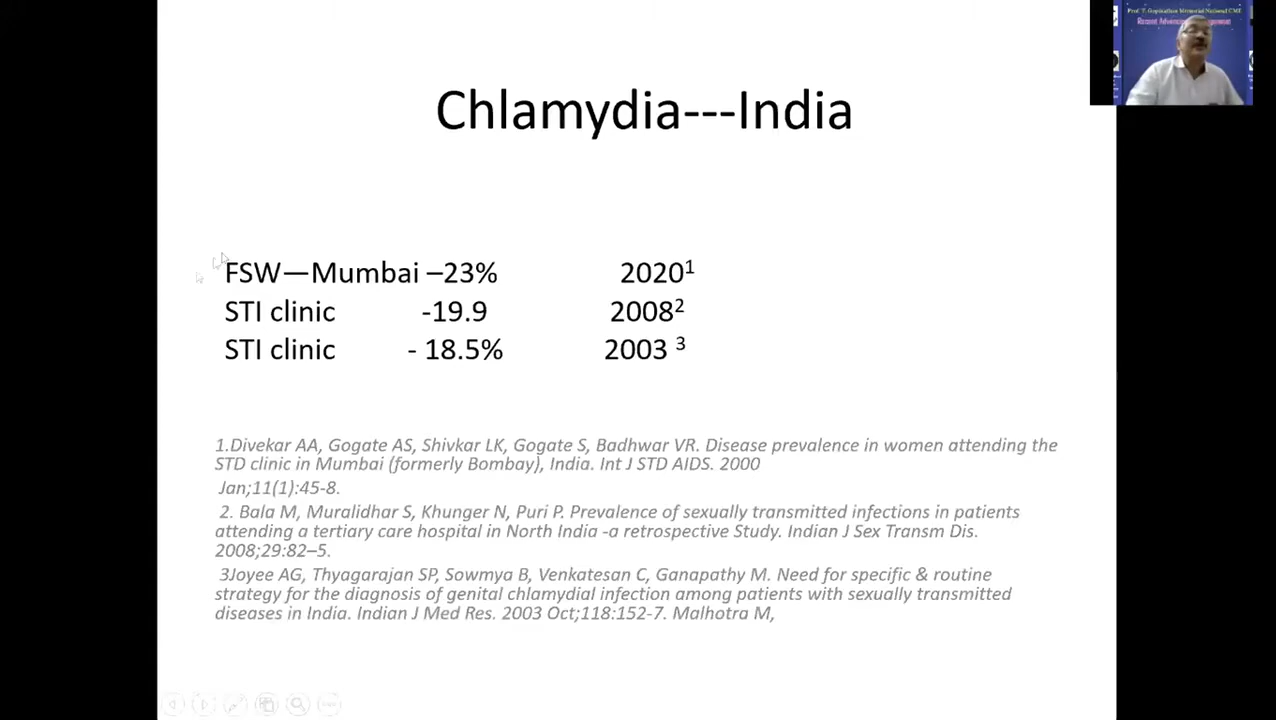 Prof. T. Gopinathan Memorial National CME
Chlamydia---India
FSW—Mumbai –23% 2020¹
STI clinic -19.9 2008²
STI clinic - 18.5% 2003 ³
1.Divekar AA, Gogate AS, Shivkar LK, Gogate S, Badhwar VR. Disease prevalence in women attending the
STD clinic in Mumbai (formerly Bombay), India. Int J STD AIDS. 2000
Jan;11(1):45-8.
2. Bala M, Muralidhar S, Khunger N, Puri P. Prevalence of sexually transmitted infections in patients
attending a tertiary care hospital in North India -a retrospective Study. Indian J Sex Transm Dis.
2008;29:82–5.
3Joyee AG, Thyagarajan SP, Sowmya B, Venkatesan C, Ganapathy M. Need for specific & routine
strategy for the diagnosis of genital chlamydial infection among patients with sexually transmitted
diseases in India. Indian J Med Res. 2003 Oct;118:152-7. Malhotra M,